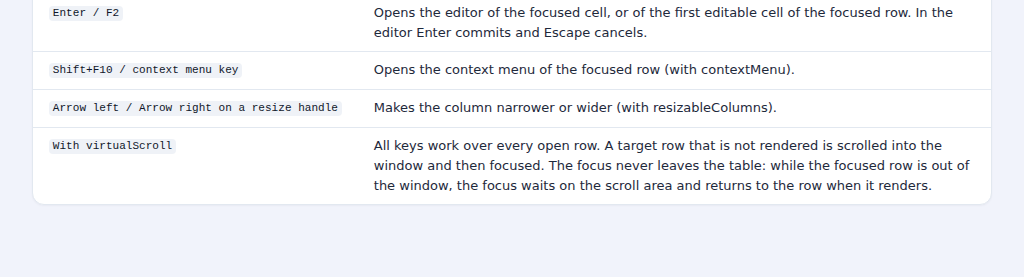 Enter / F2
Opens the editor of the focused cell, or of the first editable cell of the focused row. In the
editor Enter commits and Escape cancels.
Shift+F10 / context menu key
Opens the context menu of the focused row (with contextMenu).
Arrow left / Arrow right on a resize handle
Makes the column narrower or wider (with resizableColumns).
With virtualScroll
All keys work over every open row. A target row that is not rendered is scrolled into the
window and then focused. The focus never leaves the table: while the focused row is out of
the window, the focus waits on the scroll area and returns to the row when it renders.